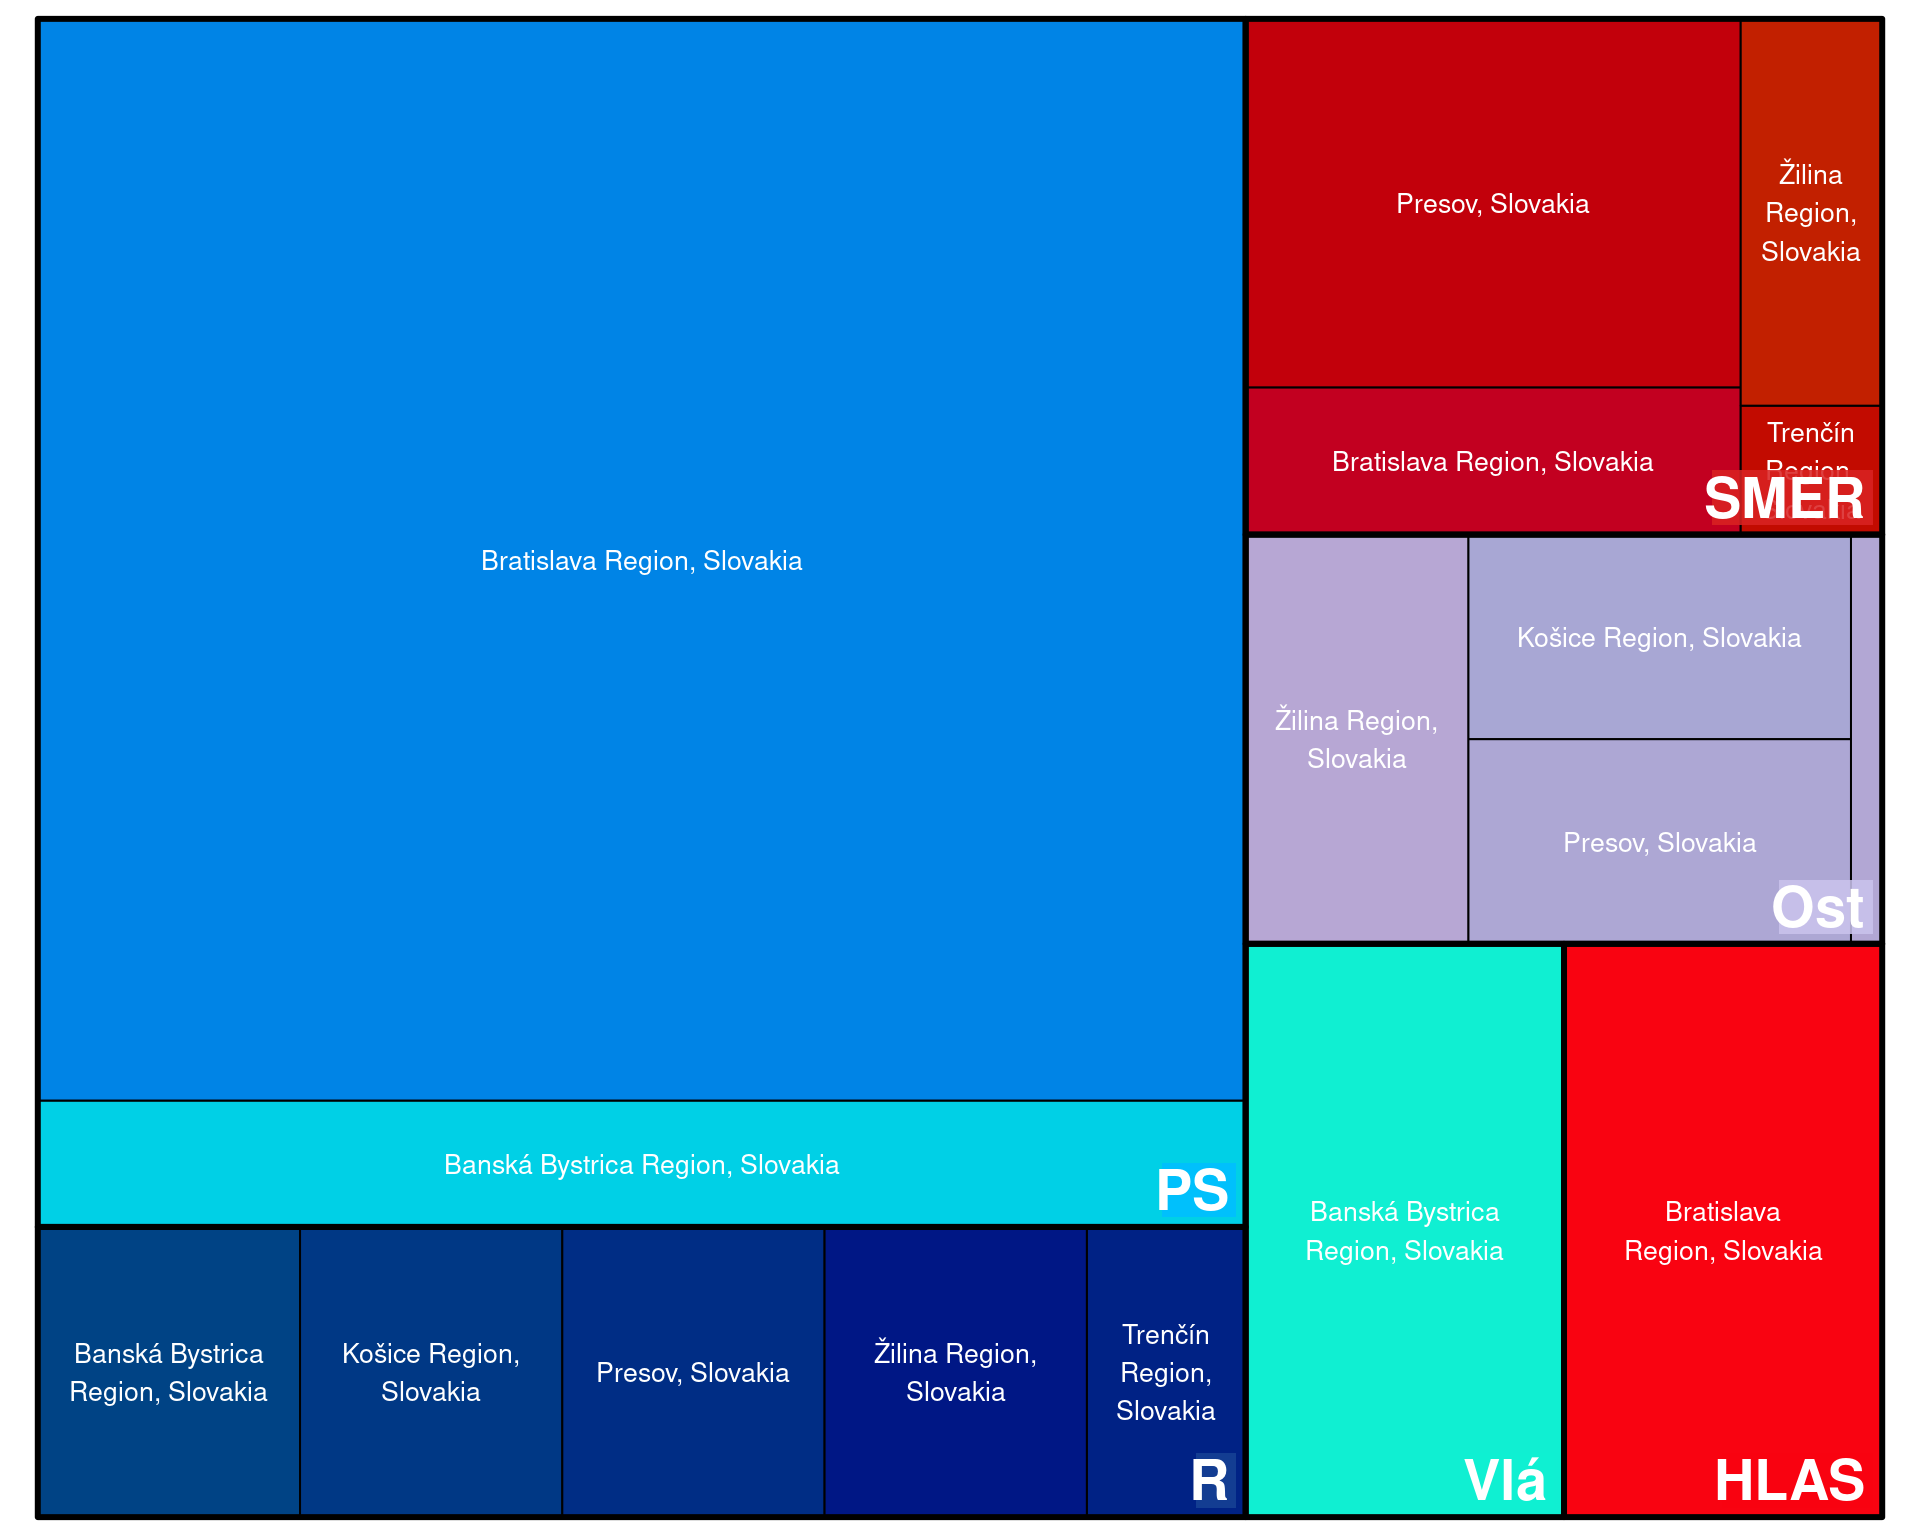 Bratislava Region, Slovakia
Banská Bystrica Region, Slovakia
PS
Banská Bystrica
Region, Slovakia
Košice Region,
Slovakia
Presov, Slovakia
Žilina Region,
Slovakia
Trenčín
Region,
Slovakia
R
Presov, Slovakia
Bratislava Region, Slovakia
Žilina
Region,
Slovakia
Trenčín
Region,
SMER
Žilina Region,
Slovakia
Košice Region, Slovakia
Presov, Slovakia
Ost
Banská Bystrica
Region, Slovakia
Vlá
Bratislava
Region, Slovakia
HLAS